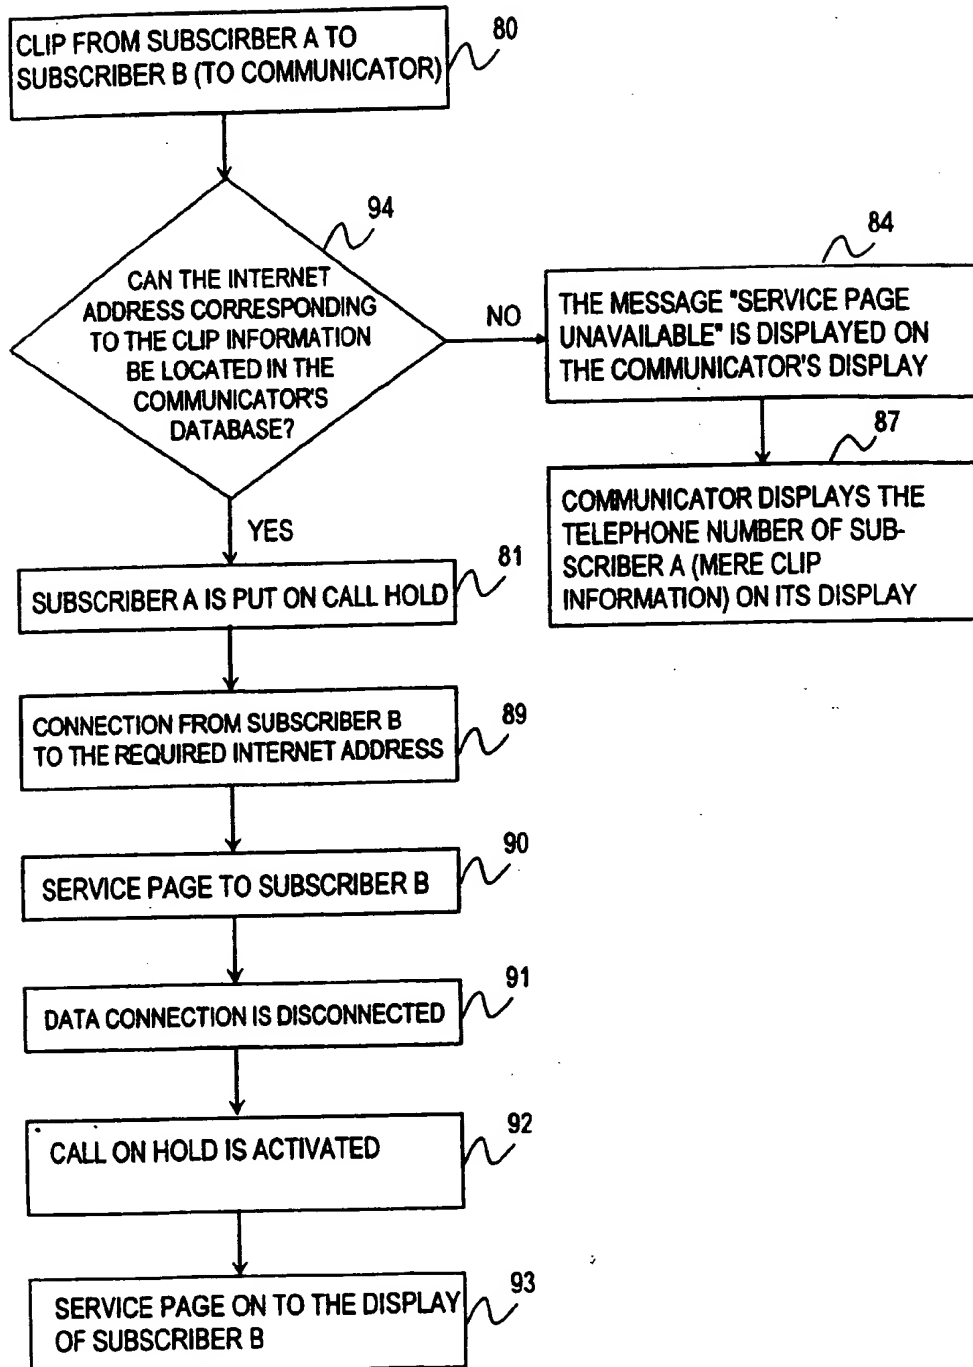 CLIP FROM SUBSCIRBER A TO
SUBSCRIBER B (TO COMMUNICATOR)
80
94
CAN THE INTERNET
ADDRESS CORRESPONDING
TO THE CLIP INFORMATION
BE LOCATED IN THE
COMMUNICATOR'S
DATABASE?
NO
84
THE MESSAGE "SERVICE PAGE
UNAVAILABLE" IS DISPLAYED ON
THE COMMUNICATOR'S DISPLAY
87
COMMUNICATOR DISPLAYS THE
TELEPHONE NUMBER OF SUB-
SCRIBER A (MERE CLIP
INFORMATION) ON ITS DISPLAY
YES
81
SUBSCRIBER A IS PUT ON CALL HOLD
89
CONNECTION FROM SUBSCRIBER B
TO THE REQUIRED INTERNET ADDRESS
90
SERVICE PAGE TO SUBSCRIBER B
91
DATA CONNECTION IS DISCONNECTED
92
CALL ON HOLD IS ACTIVATED
93
SERVICE PAGE ON TO THE DISPLAY
OF SUBSCRIBER B